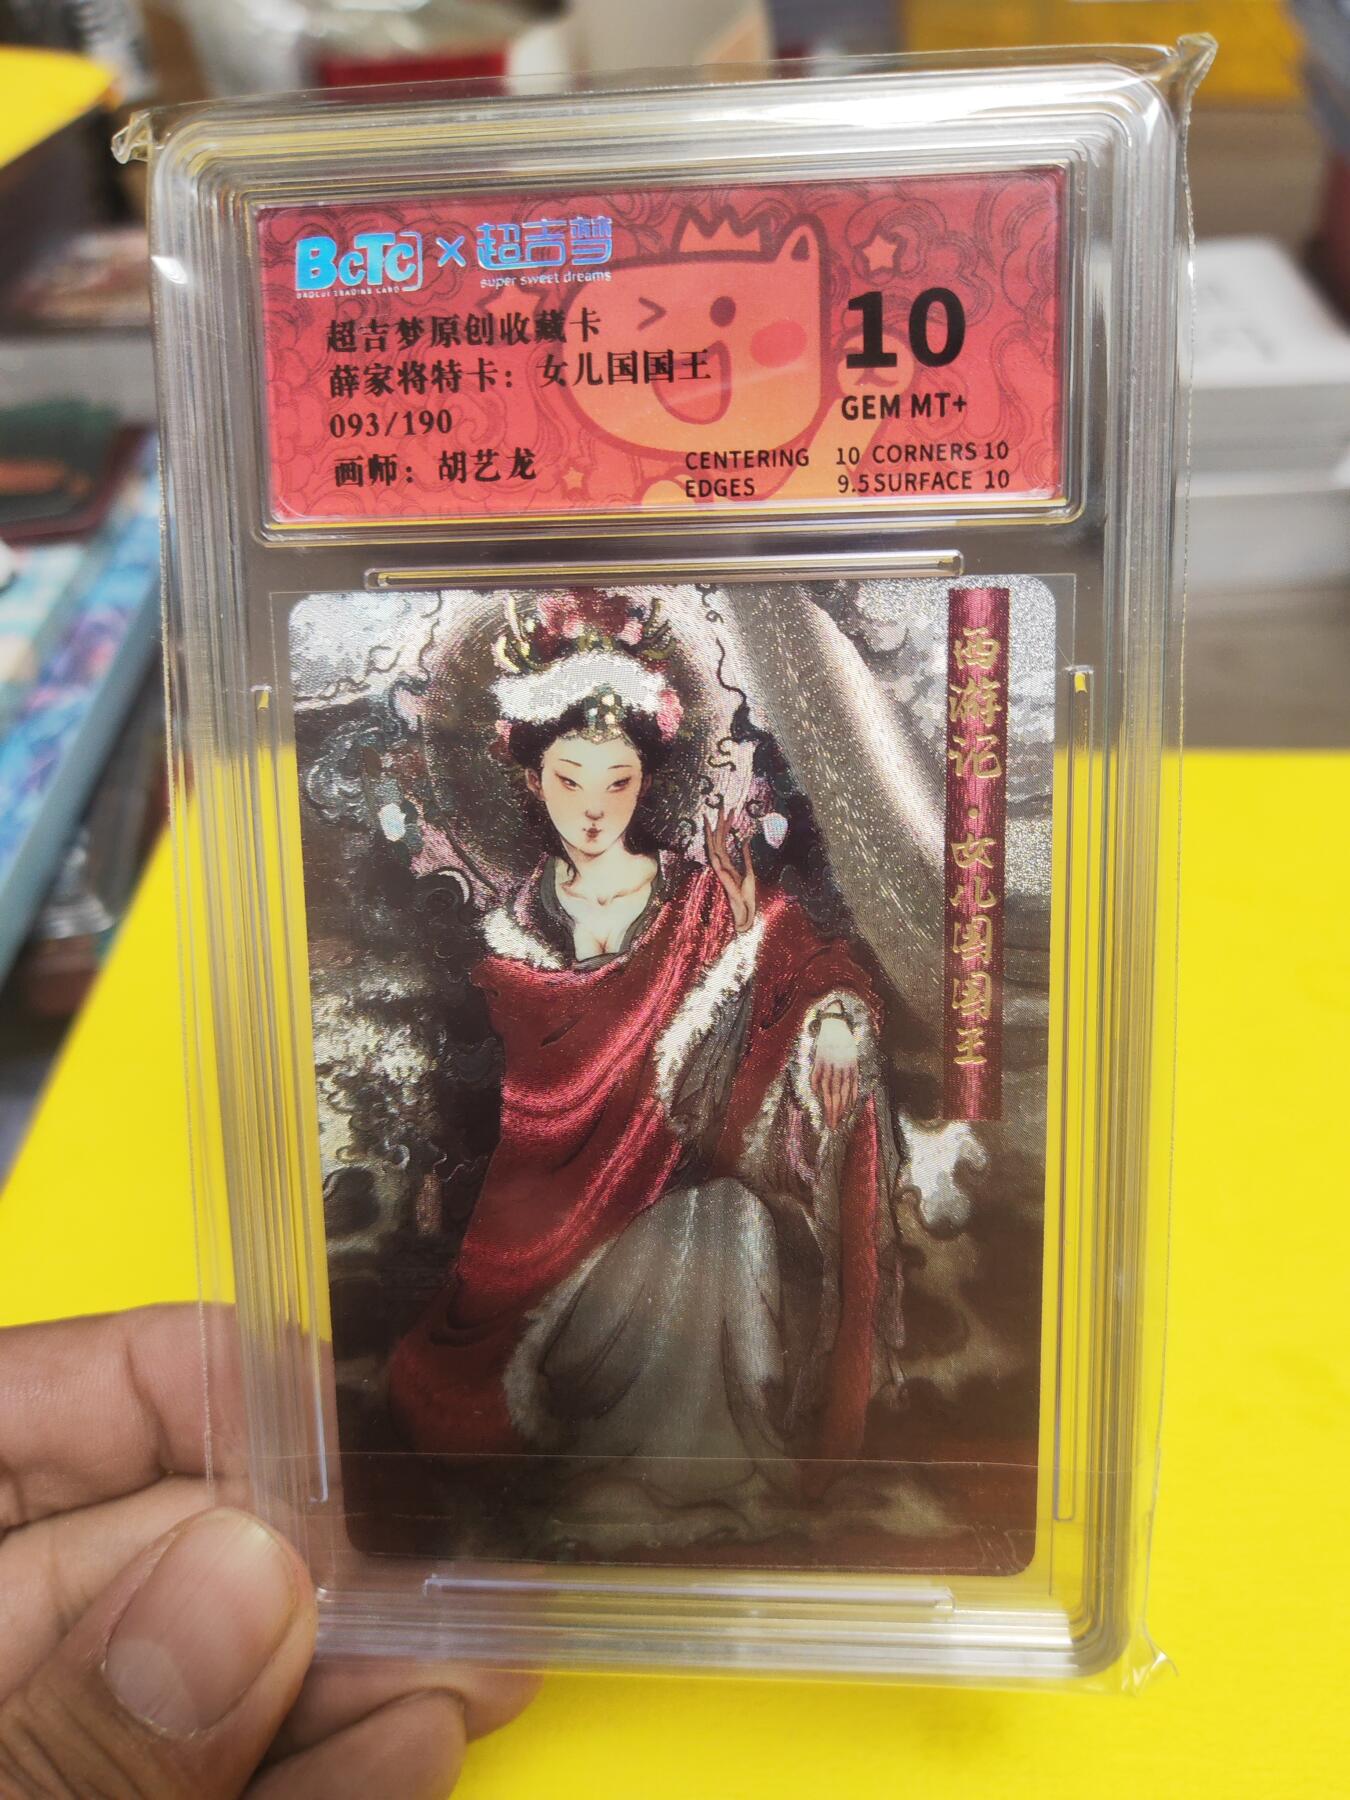 BCTC × 超吉梦
BAOCUI TRADING CARD super sweet dreams
超吉梦原创收藏卡
薛家将特卡：女儿国国王
093/190
画师：胡艺龙
10
GEM MT+
CENTERING 10 CORNERS 10
EDGES 9.5 SURFACE 10
西游记·女儿国国王